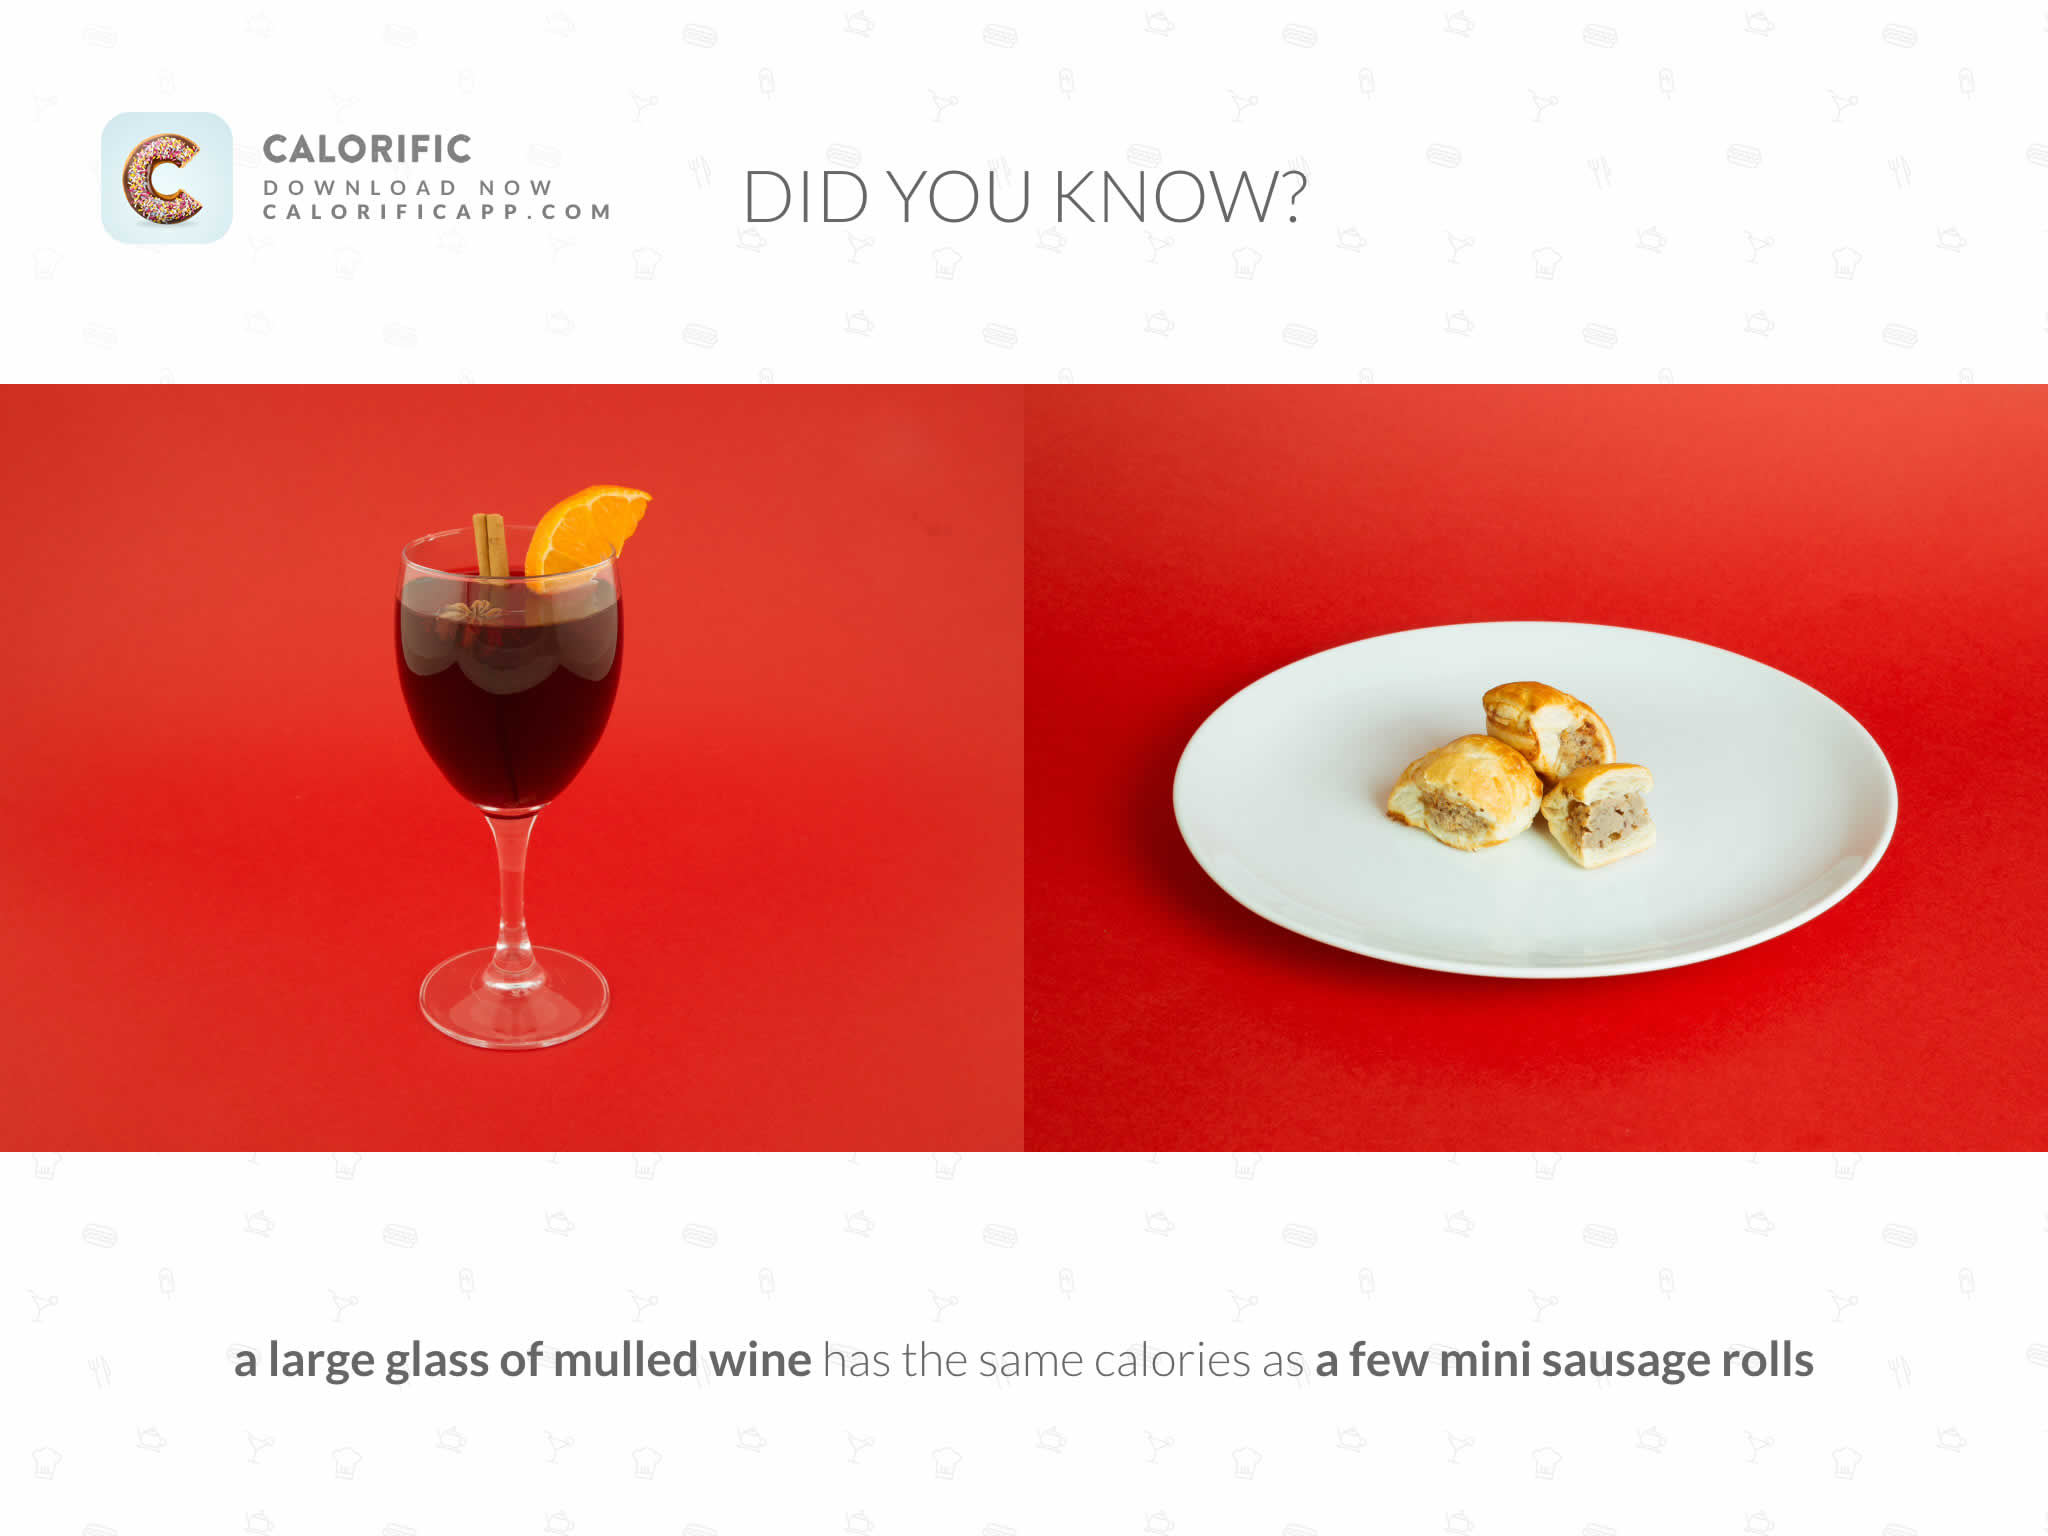 CALORIFIC
DOWNLOAD NOW
CALORIFICAPP.COM
DID YOU KNOW?
a large glass of mulled wine has the same calories as a few mini sausage rolls